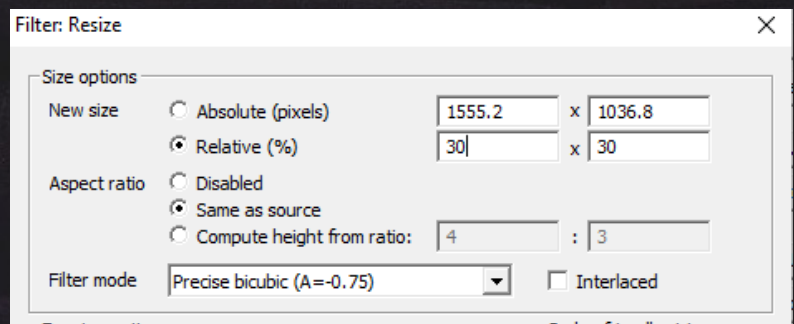 Filter: Resize
Size options
New size Absolute (pixels) 1555.2 x 1036.8
Relative (%) 30 x 30
Aspect ratio Disabled
Same as source
Compute height from ratio: 4 : 3
Filter mode Precise bicubic (A=-0.75) Interlaced